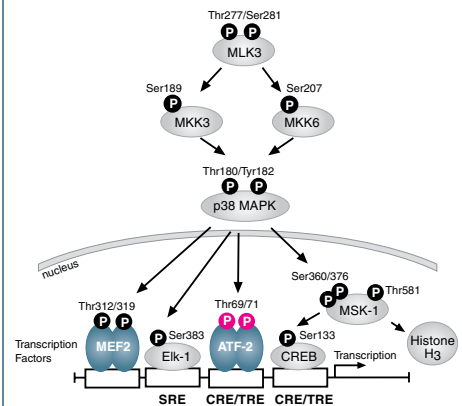 Thr277/Ser281
P P
MLK3
Ser189
P
MKK3
Ser207
P
MKK6
Thr180/Tyr182
P P
p38 MAPK
nucleus
Ser360/376
P P
P Thr581
MSK-1
Thr312/319
P P
MEF2
P Ser383
Elk-1
Thr69/71
P P
ATF-2
P Ser133
CREB
Histone
H3
Transcription
Factors
Transcription
SRE CRE/TRE CRE/TRE